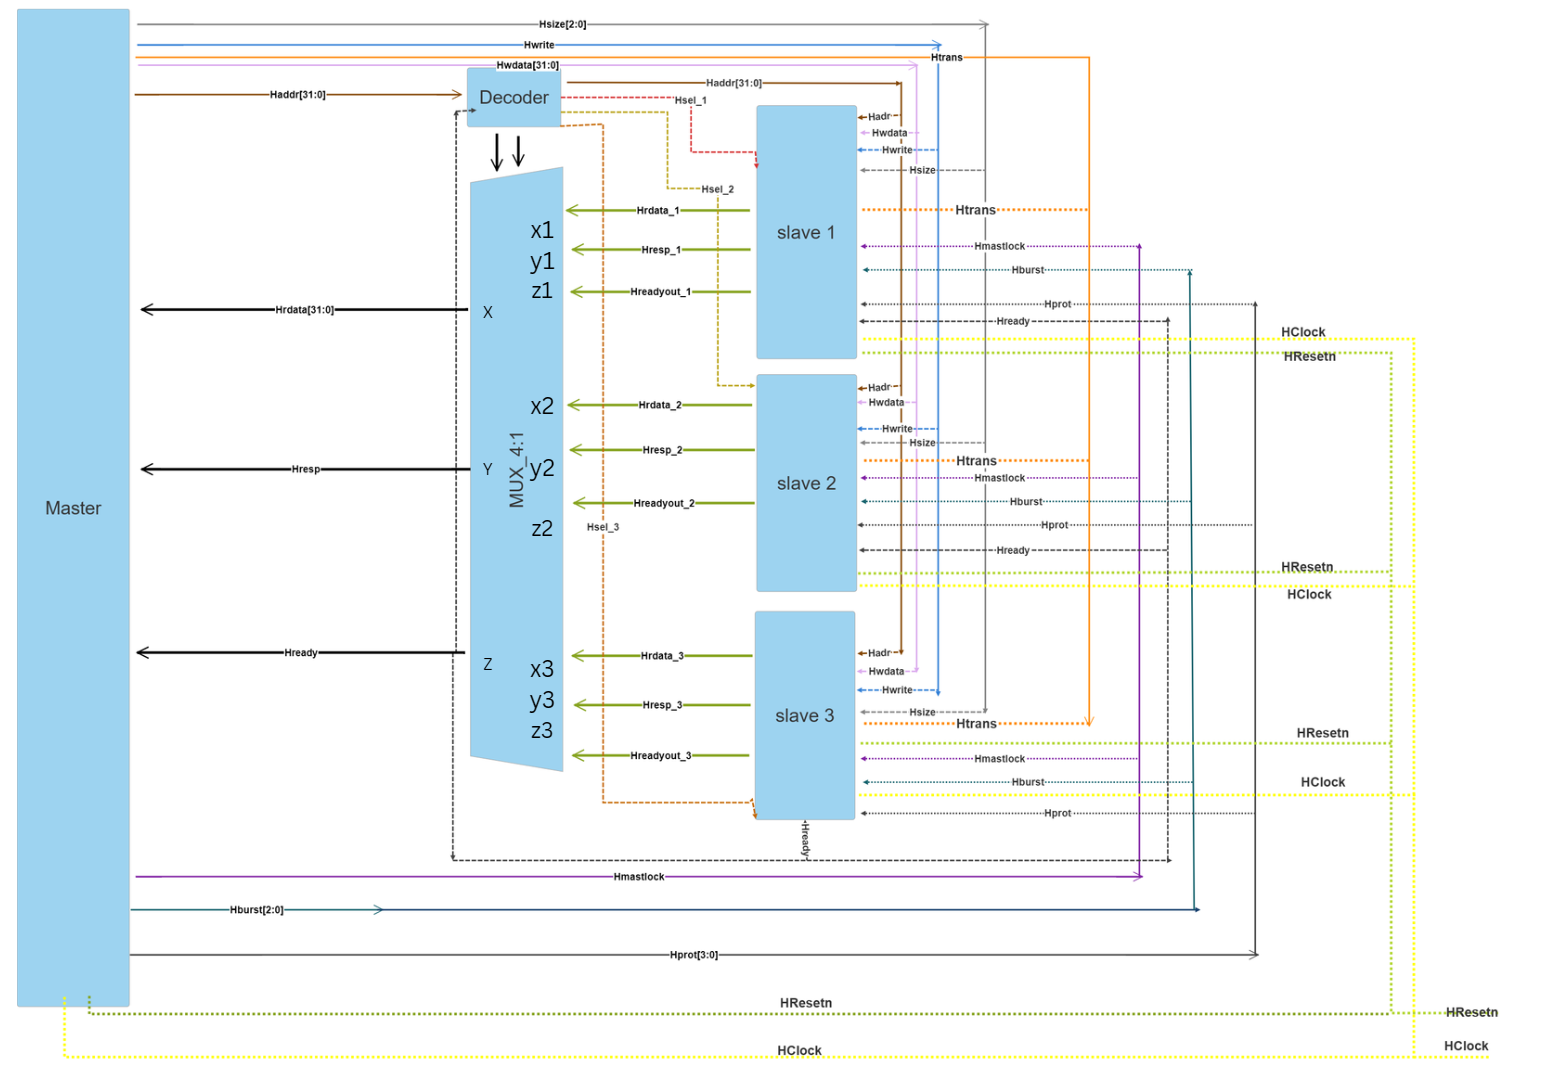 Hsize[2:0]
Hwrite
Htrans
Hwdata[31:0]
Haddr[31:0]
Haddr[31:0]
Decoder
Hsel_1
Hadr
Hwdata
Hwrite
Hsize
Hsel_2
Hrdata_1
Htrans
x1
slave 1
Hresp_1
Hmastlock
y1
Hburst
z1
Hreadyout_1
Hprot
Hrdata[31:0]
X
Hready
HClock
HResetn
Hadr
Hwdata
x2
Hrdata_2
Hwrite
Hsize
Hresp_2
Htrans
Hresp
Y
MUX_4:1
y2
Hmastlock
slave 2
Hreadyout_2
Hburst
z2
Hsel_3
Hprot
Hready
HResetn
HClock
Master
Hready
Z
Hrdata_3
Hadr
x3
Hwdata
Hwrite
y3
Hresp_3
Hsize
slave 3
Htrans
z3
HResetn
Hreadyout_3
Hmastlock
Hburst
HClock
Hprot
Hready
Hmastlock
Hburst[2:0]
Hprot[3:0]
HResetn
HResetn
HClock
HClock